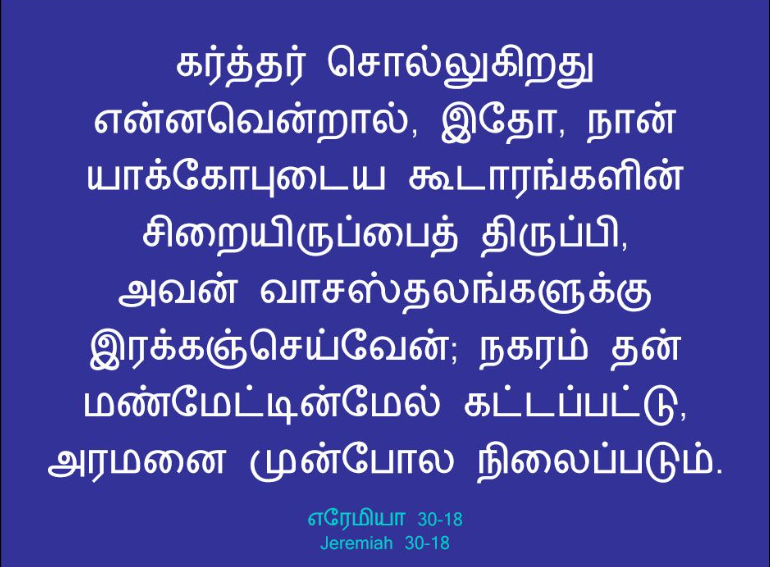 கர்த்தர் சொல்லுகிறது
என்னவென்றால், இதோ, நான்
யாக்கோபுடைய கூடாரங்களின்
சிறையிருப்பைத் திருப்பி,
அவன் வாசஸ்தலங்களுக்கு
இரக்கஞ்செய்வேன்; நகரம் தன்
மண்மேட்டின்மேல் கட்டப்பட்டு,
அரமனை முன்போல நிலைப்படும்.
எரேமியா 30-18
Jeremiah 30-18